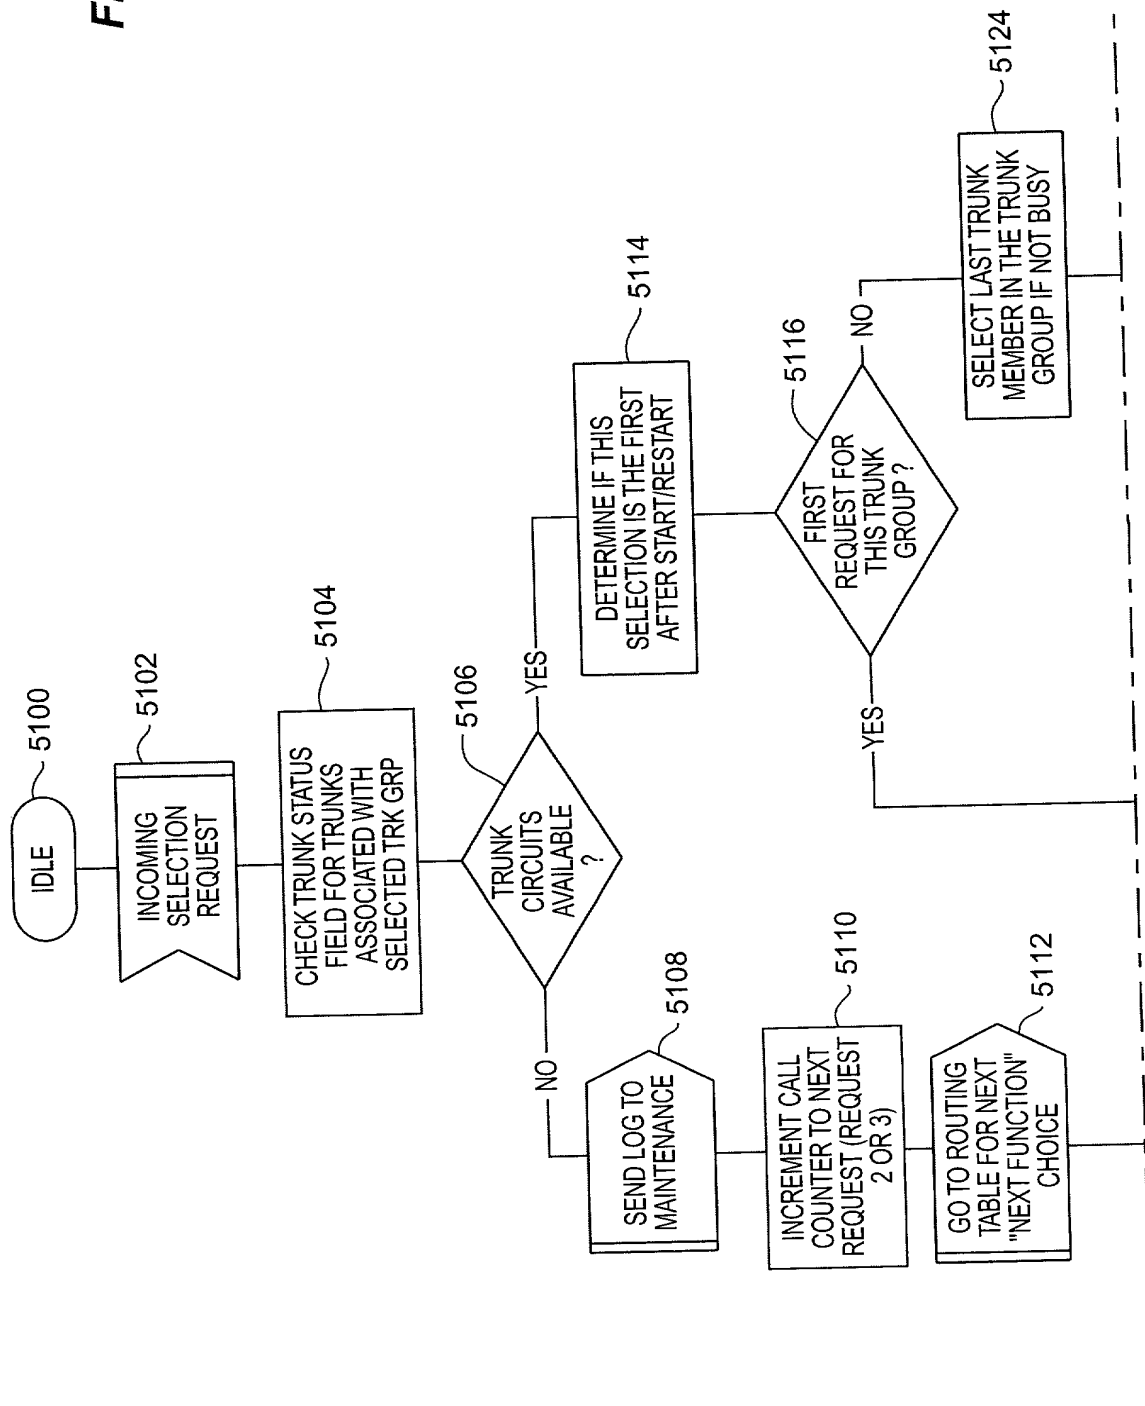 IDLE
5100
INCOMING
SELECTION
REQUEST
5102
CHECK TRUNK STATUS
FIELD FOR TRUNKS
ASSOCIATED WITH
SELECTED TRK GRP
5104
TRUNK
CIRCUITS
AVAILABLE
?
5106
NO
YES
SEND LOG TO
MAINTENANCE
5108
INCREMENT CALL
COUNTER TO NEXT
REQUEST (REQUEST
2 OR 3)
5110
GO TO ROUTING
TABLE FOR NEXT
"NEXT FUNCTION"
CHOICE
5112
DETERMINE IF THIS
SELECTION IS THE FIRST
AFTER START/RESTART
5114
FIRST
REQUEST FOR
THIS TRUNK
GROUP ?
5116
YES
NO
SELECT LAST TRUNK
MEMBER IN THE TRUNK
GROUP IF NOT BUSY
5124